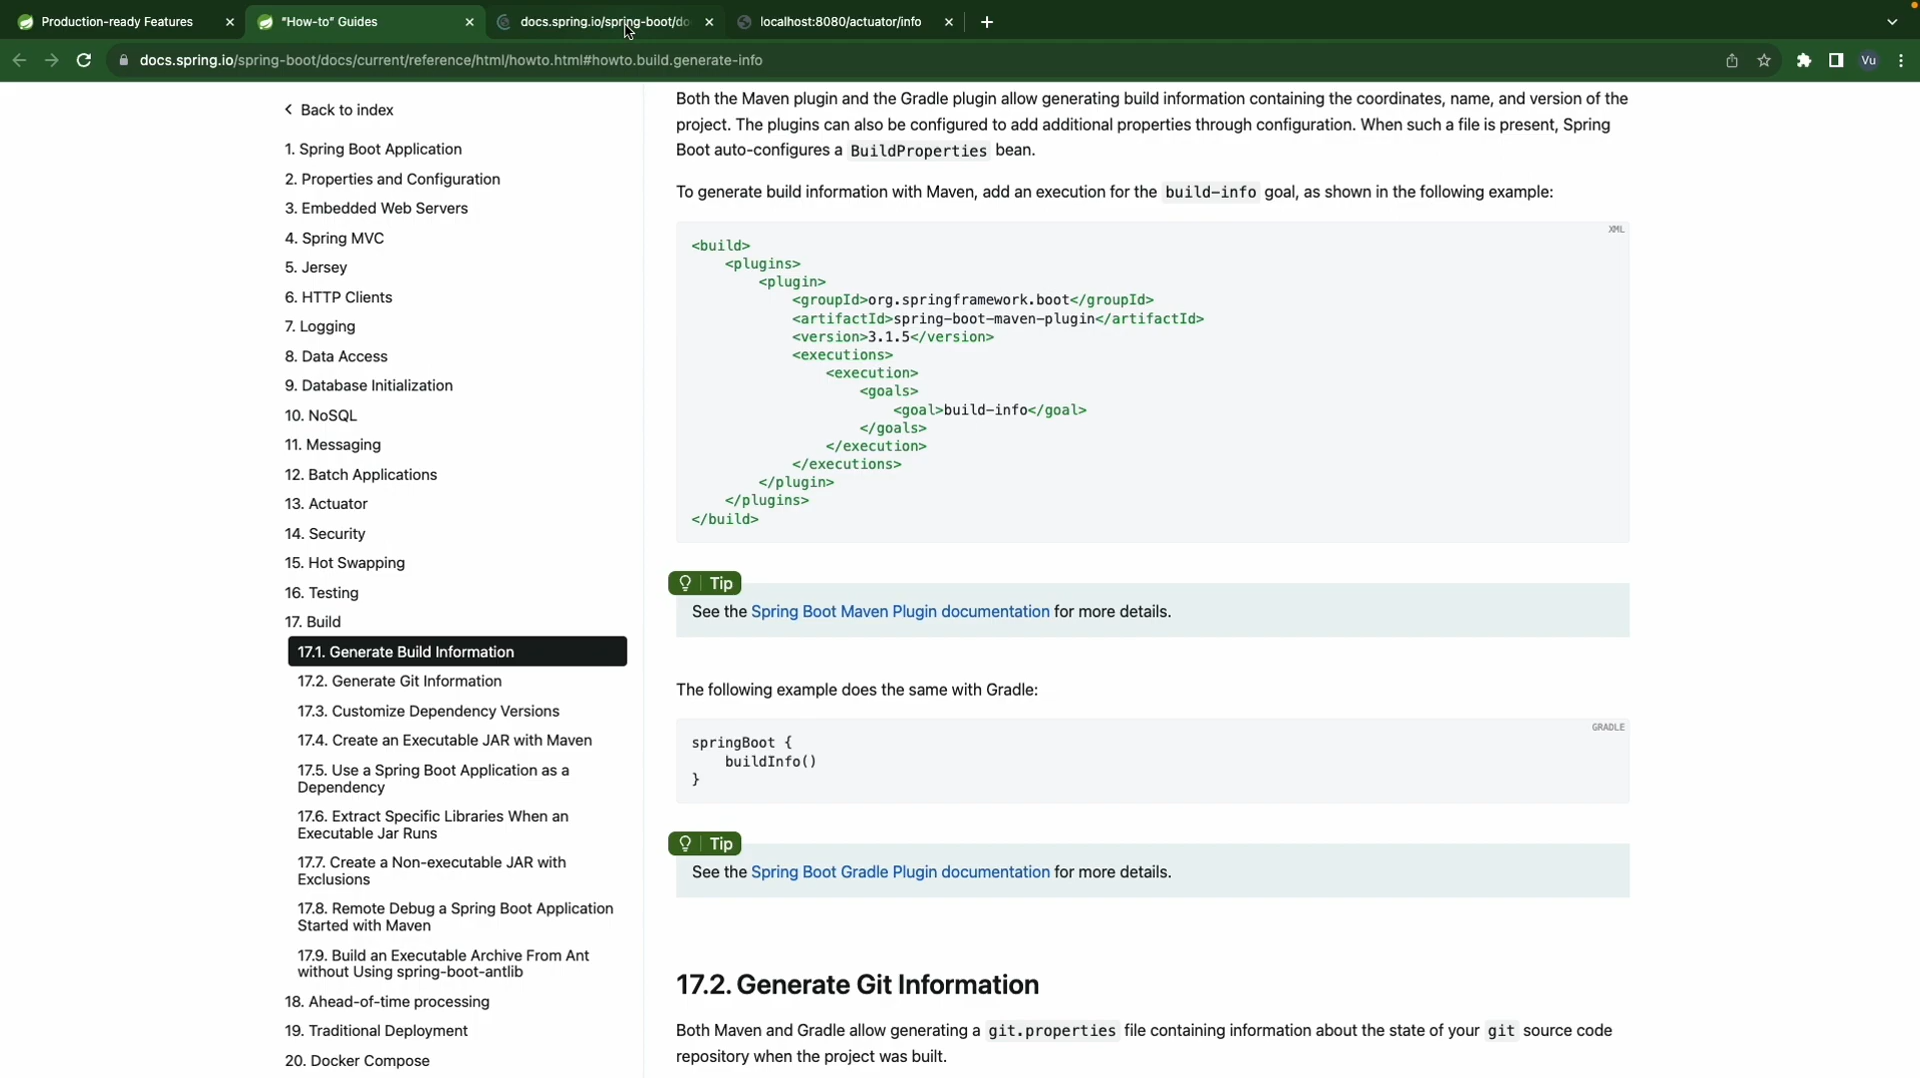 Production-ready Features
"How-to" Guides
docs.spring.io/spring-boot/do
localhost:8080/actuator/info
docs.spring.io/spring-boot/docs/current/reference/html/howto.html#howto.build.generate-info
Vu
Back to index
1. Spring Boot Application
2. Properties and Configuration
3. Embedded Web Servers
4. Spring MVC
5. Jersey
6. HTTP Clients
7. Logging
8. Data Access
9. Database Initialization
10. NoSQL
11. Messaging
12. Batch Applications
13. Actuator
14. Security
15. Hot Swapping
16. Testing
17. Build
17.1. Generate Build Information
17.2. Generate Git Information
17.3. Customize Dependency Versions
17.4. Create an Executable JAR with Maven
17.5. Use a Spring Boot Application as a
Dependency
17.6. Extract Specific Libraries When an
Executable Jar Runs
17.7. Create a Non-executable JAR with
Exclusions
17.8. Remote Debug a Spring Boot Application
Started with Maven
17.9. Build an Executable Archive From Ant
without Using spring-boot-antlib
18. Ahead-of-time processing
19. Traditional Deployment
20. Docker Compose
Both the Maven plugin and the Gradle plugin allow generating build information containing the coordinates, name, and version of the
project. The plugins can also be configured to add additional properties through configuration. When such a file is present, Spring
Boot auto-configures a BuildProperties bean.
To generate build information with Maven, add an execution for the build-info goal, as shown in the following example:
XML
<build>
    <plugins>
        <plugin>
            <groupId>org.springframework.boot</groupId>
            <artifactId>spring-boot-maven-plugin</artifactId>
            <version>3.1.5</version>
            <executions>
                <execution>
                    <goals>
                        <goal>build-info</goal>
                    </goals>
                </execution>
            </executions>
        </plugin>
    </plugins>
</build>
Tip
See the Spring Boot Maven Plugin documentation for more details.
The following example does the same with Gradle:
GRADLE
springBoot {
    buildInfo()
}
Tip
See the Spring Boot Gradle Plugin documentation for more details.
17.2. Generate Git Information
Both Maven and Gradle allow generating a git.properties file containing information about the state of your git source code
repository when the project was built.